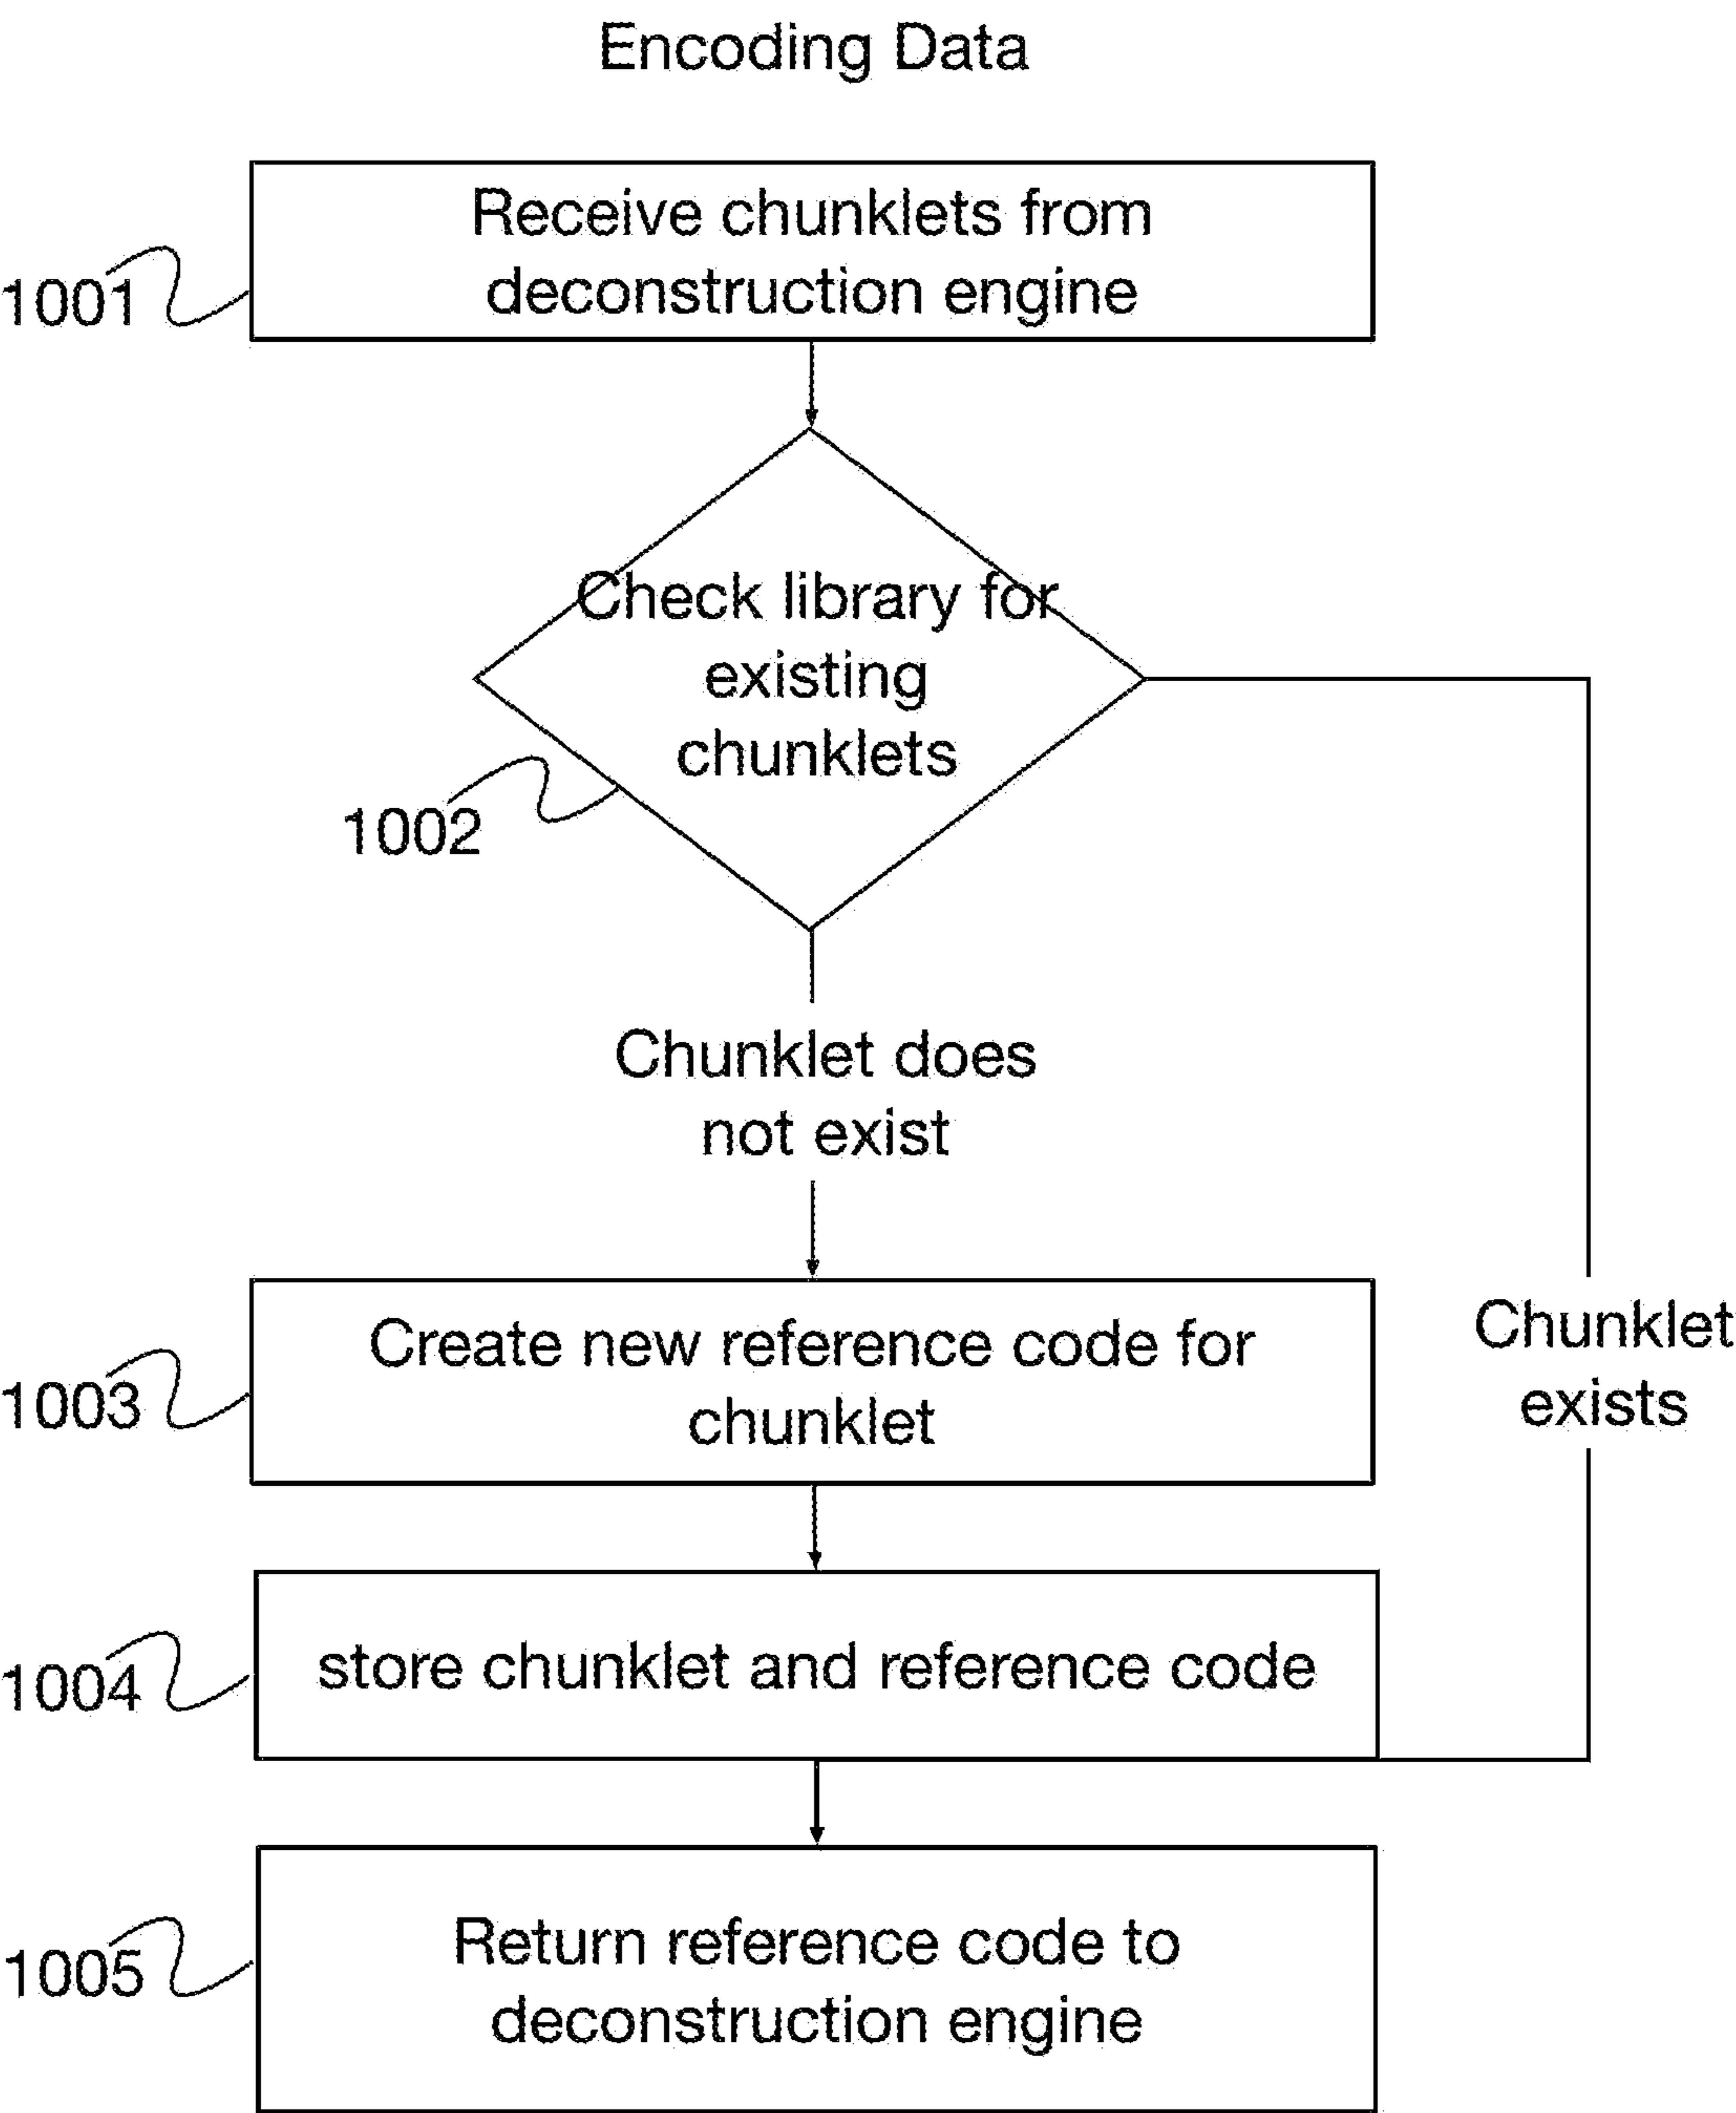 Encoding Data
Receive chunklets from
deconstruction engine
1001
Check library for
existing
chunklets
1002
Chunklet does
not exist
Create new reference code for
chunklet
1003
Chunklet
exists
store chunklet and reference code
1004
Return reference code to
deconstruction engine
1005